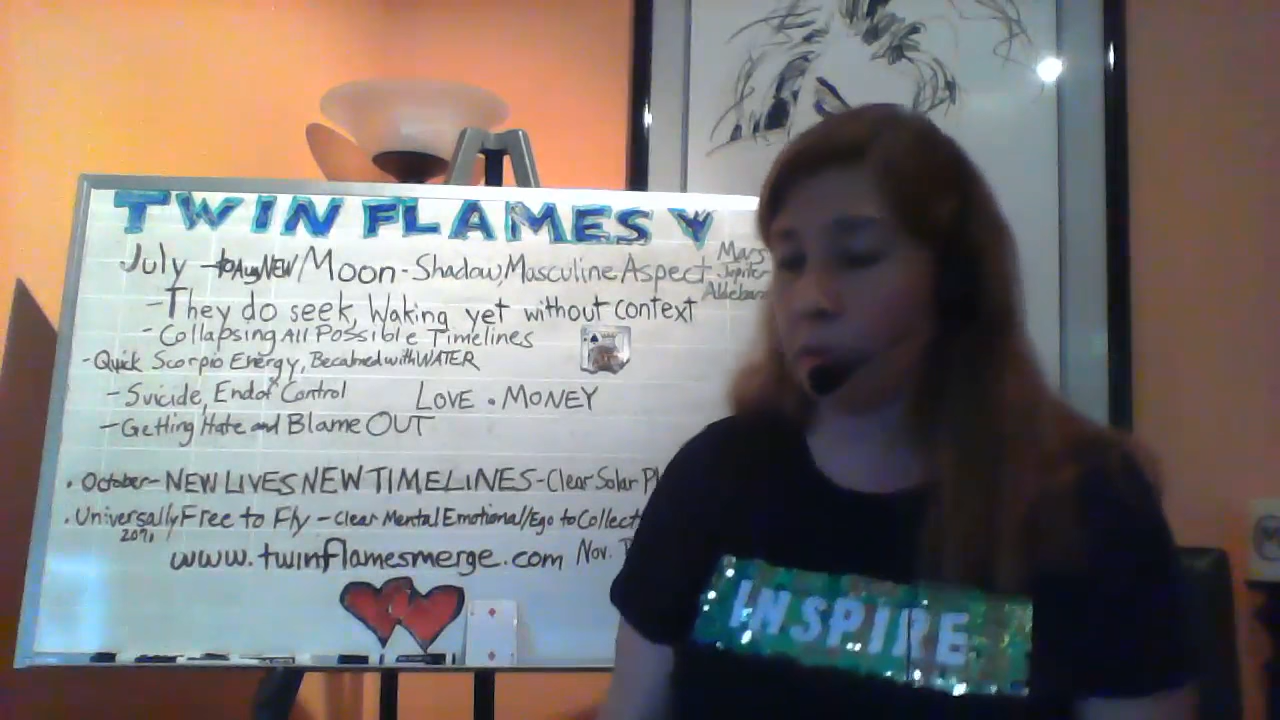 TWIN FLAMES
July - to Aug NEW Moon - Shadow, Masculine Aspect
Mars
Jupiter
- They do seek, Waking yet without context
- Collapsing All Possible Timelines
- Quick Scorpio Energy, Becalmed with WATER
- Suicide, End of Control LOVE . MONEY
- Getting Hate and Blame OUT
• October - NEW LIVES NEW TIMELINES - Clear Solar
• Universally Free to Fly - Clear Mental Emotional/Ego to
www.twinflamesmerge.com Nov.
INSPIRE